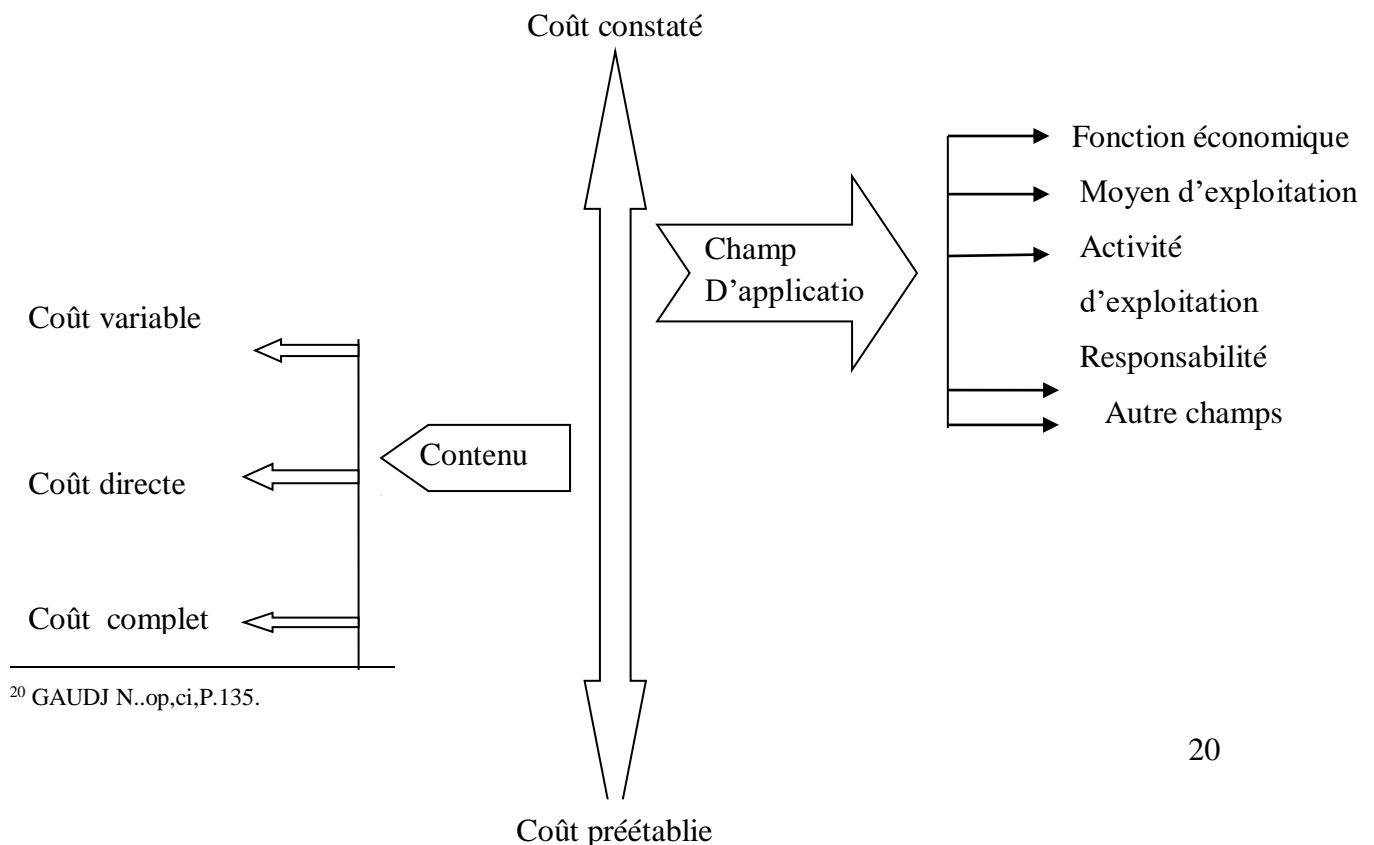 Coût constaté
Fonction économique
Moyen d’exploitation
Activité
d’exploitation
Responsabilité
Autre champs
Champ
D’applicatio
Coût variable
Contenu
Coût directe
Coût complet
20 GAUDJ N..op,ci,P.135.
20
Coût préétablie